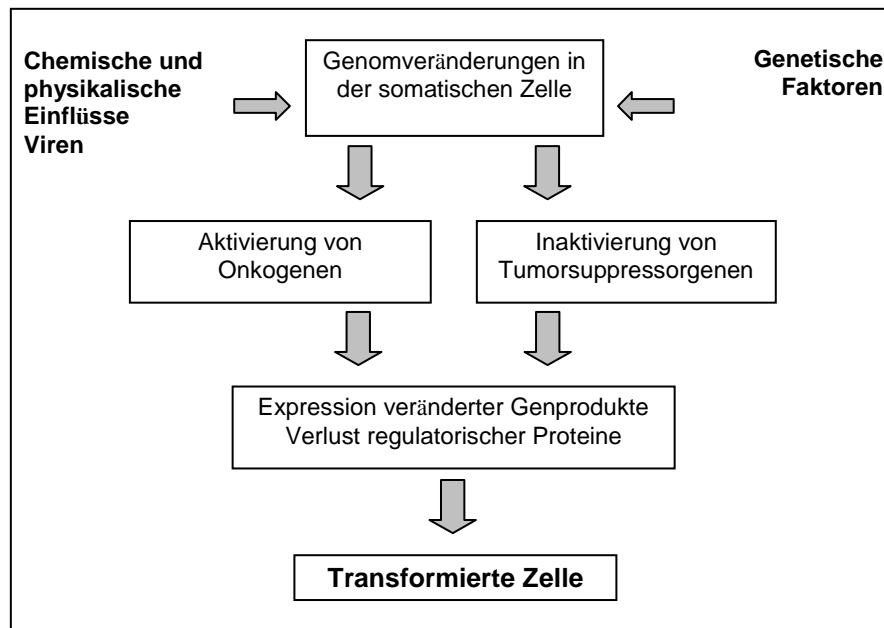 Chemische und
physikalische
Einflüsse
Viren
Genomveränderungen in
der somatischen Zelle
Genetische
Faktoren
Aktivierung von
Onkogenen
Inaktivierung von
Tumorsuppressorgenen
Expression veränderter Genprodukte
Verlust regulatorischer Proteine
Transformierte Zelle